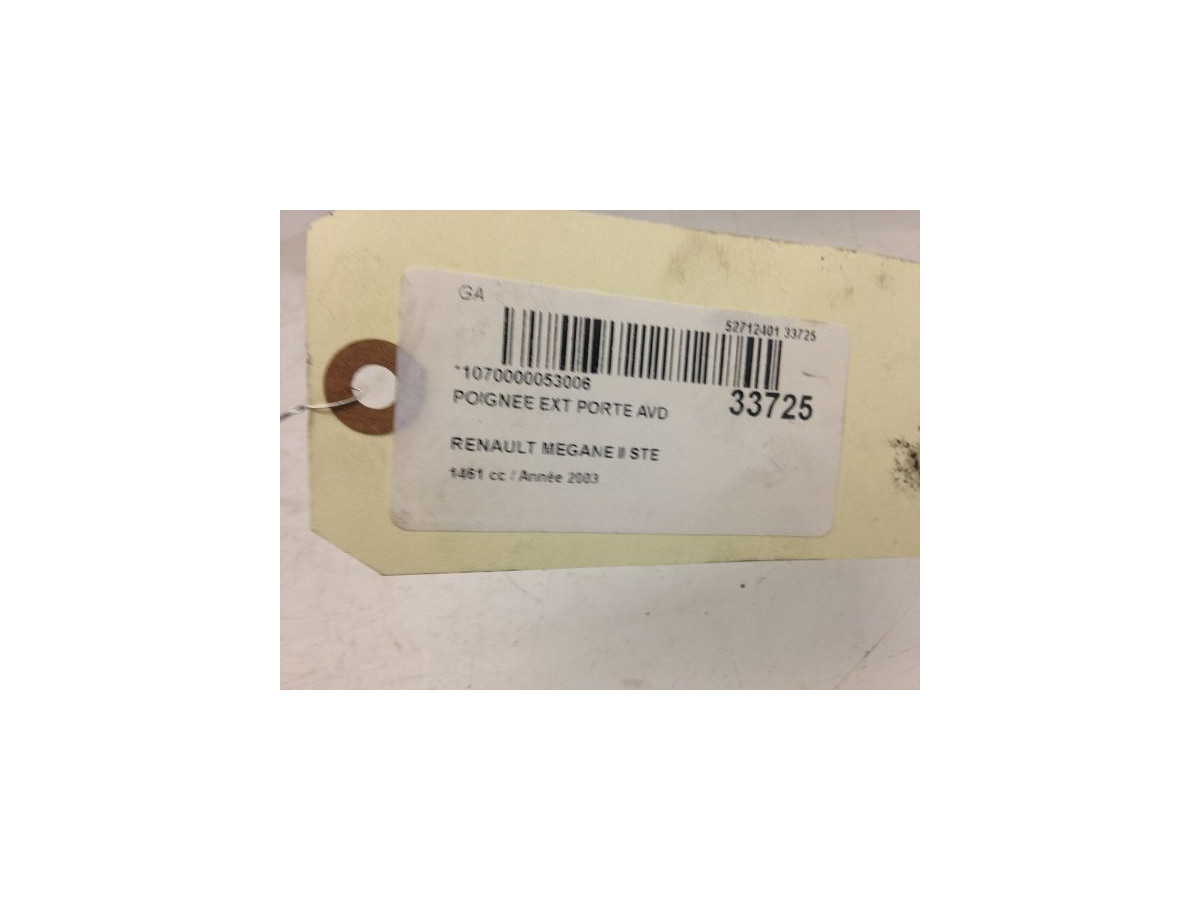 GA
52712401 33725
*1070000053006
POIGNEE EXT PORTE AVD
33725
RENAULT MEGANE II STE
1461 cc / Année 2003